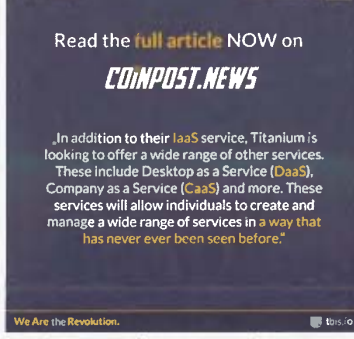 Read the full article NOW on
COiNPOST.NEWS
„In addition to their IaaS service, Titanium is
looking to offer a wide range of other services.
These include Desktop as a Service (DaaS),
Company as a Service (CaaS) and more. These
services will allow individuals to create and
manage a wide range of services in a way that
has never ever been seen before.“
We Are the Revolution.
tbis.io